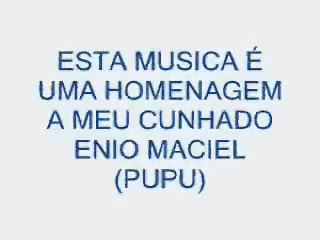 ESTA MUSICA É
UMA HOMENAGEM
A MEU CUNHADO
ENIO MACIEL
(PUPU)